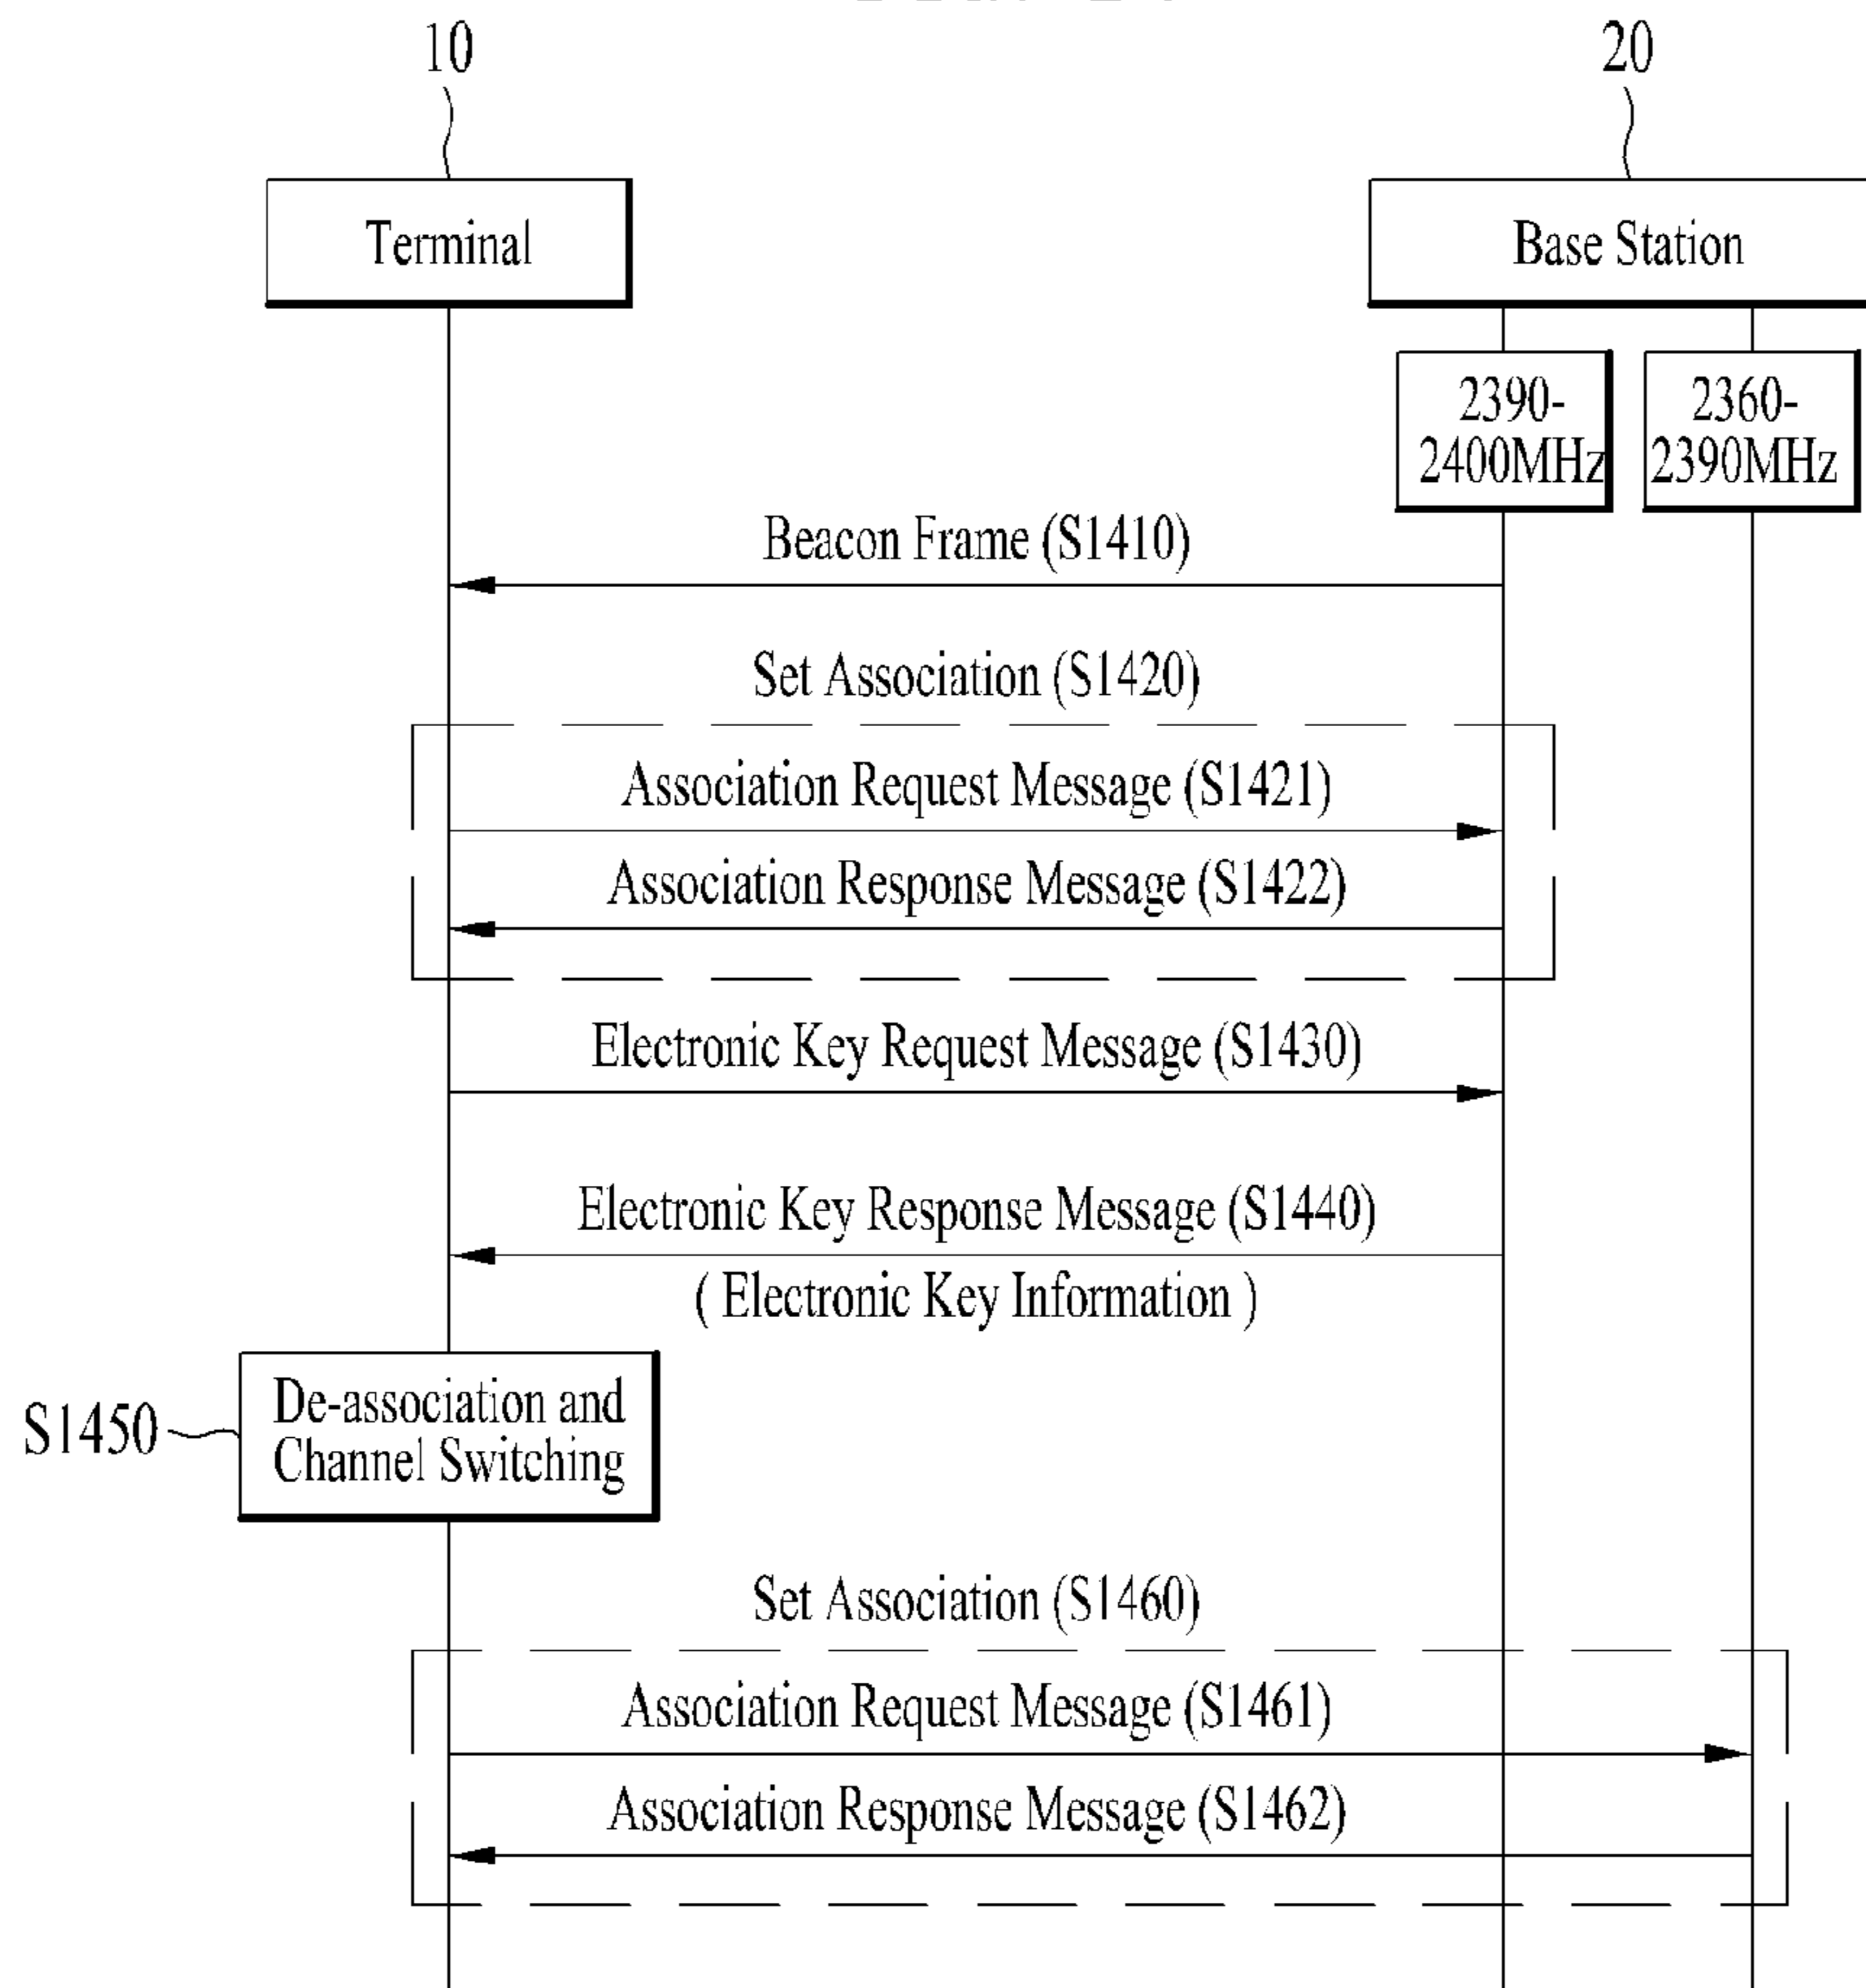 10
20
Terminal
Base Station
2390-
2400MHz
2360-
2390MHz
Beacon Frame (S1410)
Set Association (S1420)
Association Request Message (S1421)
Association Response Message (S1422)
Electronic Key Request Message (S1430)
Electronic Key Response Message (S1440)
( Electronic Key Information )
S1450
De-association and
Channel Switching
Set Association (S1460)
Association Request Message (S1461)
Association Response Message (S1462)